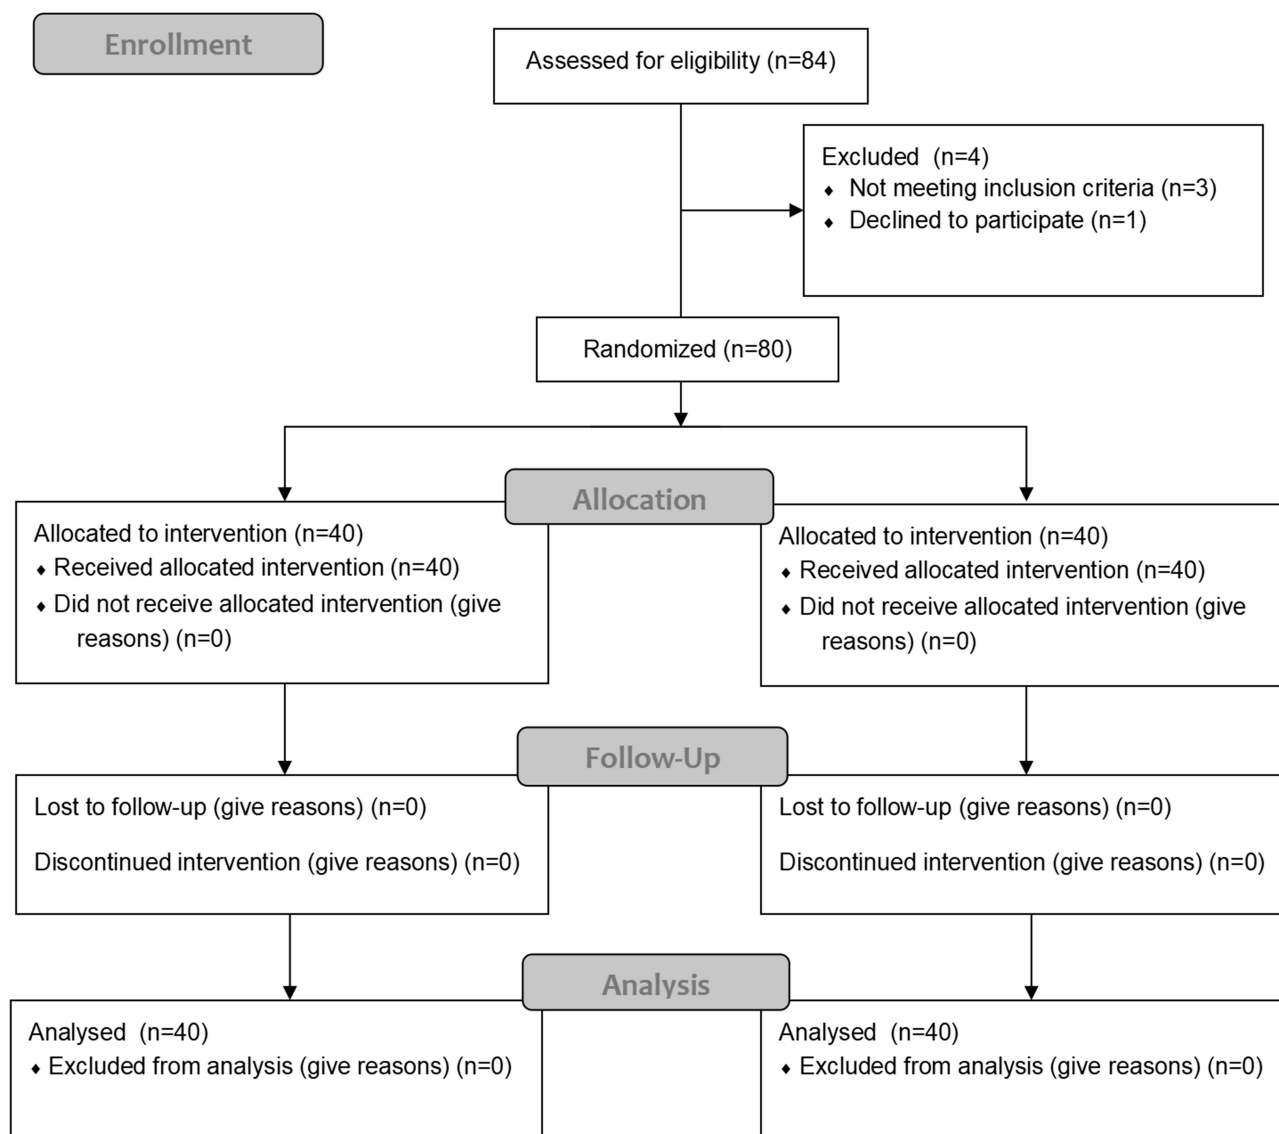 Enrollment
Assessed for eligibility (n=84)
Excluded (n=4)
♦ Not meeting inclusion criteria (n=3)
♦ Declined to participate (n=1)
Randomized (n=80)
Allocation
Allocated to intervention (n=40)
♦ Received allocated intervention (n=40)
♦ Did not receive allocated intervention (give
reasons) (n=0)
Allocated to intervention (n=40)
♦ Received allocated intervention (n=40)
♦ Did not receive allocated intervention (give
reasons) (n=0)
Follow-Up
Lost to follow-up (give reasons) (n=0)
Discontinued intervention (give reasons) (n=0)
Lost to follow-up (give reasons) (n=0)
Discontinued intervention (give reasons) (n=0)
Analysis
Analysed (n=40)
♦ Excluded from analysis (give reasons) (n=0)
Analysed (n=40)
♦ Excluded from analysis (give reasons) (n=0)